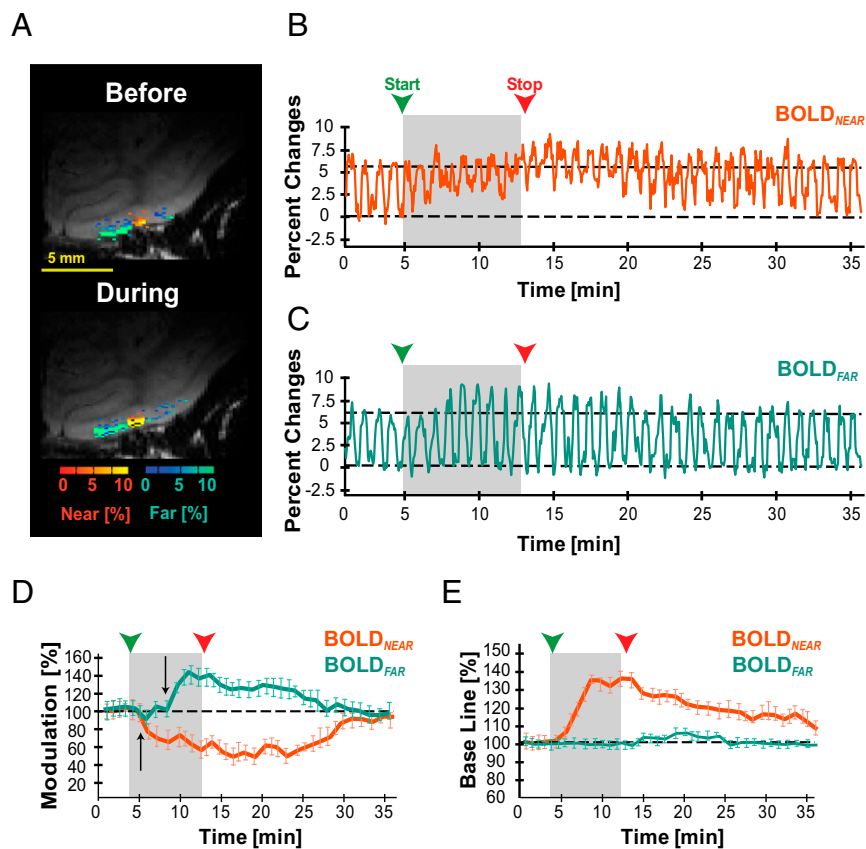 A
Before
5 mm
During
0 5 10 0 5 10
Near [%] Far [%]
B
Start Stop
BOLDNEAR
Percent Changes
10
7.5
5
2.5
0
-2.5
0 5 10 15 20 25 30 35
Time [min]
C
BOLDFAR
Percent Changes
10
7.5
5
2.5
0
-2.5
0 5 10 15 20 25 30 35
Time [min]
D
BOLDNEAR
BOLDFAR
Modulation [%]
160
140
120
100
80
60
40
20
0 5 10 15 20 25 30 35
Time [min]
E
BOLDNEAR
BOLDFAR
Base Line [%]
150
140
130
120
110
100
90
80
70
60
0 5 10 15 20 25 30 35
Time [min]